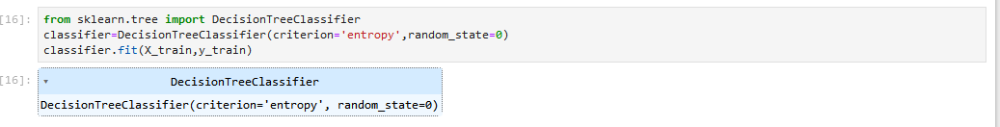 [16]: from sklearn.tree import DecisionTreeClassifier
classifier=DecisionTreeClassifier(criterion='entropy',random_state=0)
classifier.fit(X_train,y_train)
[16]: DecisionTreeClassifier
DecisionTreeClassifier(criterion='entropy', random_state=0)